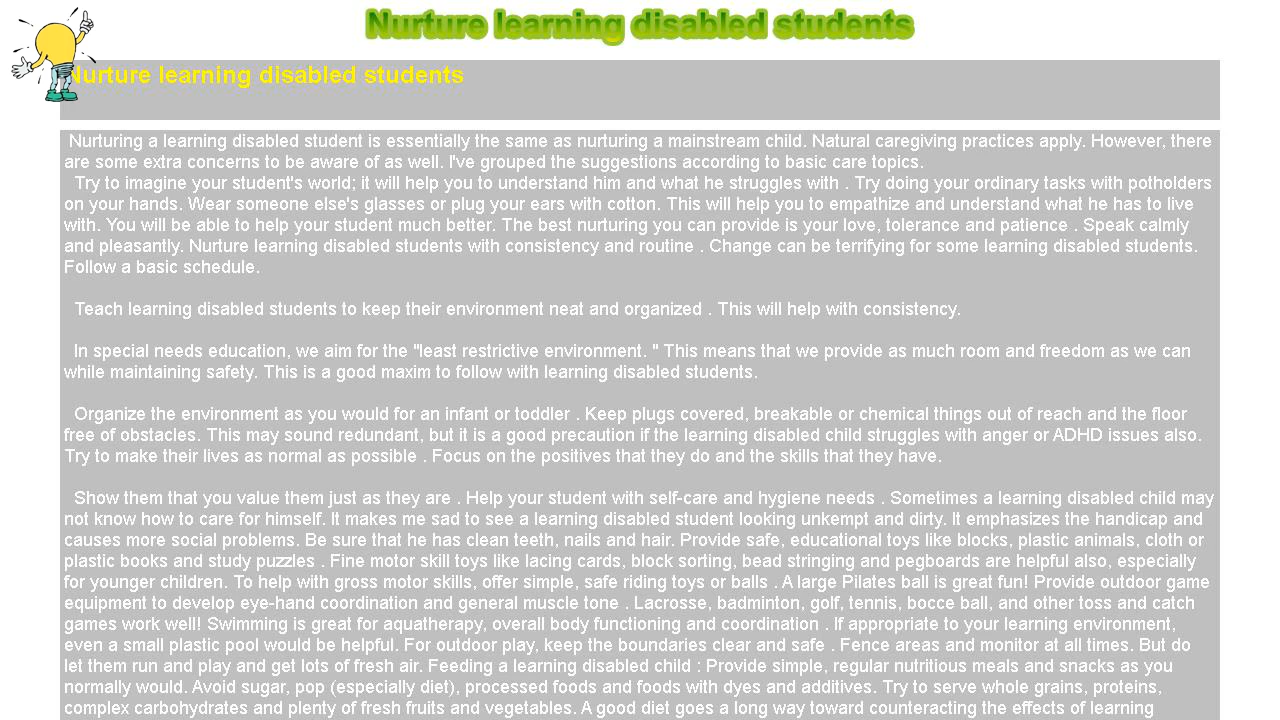 Nurture learning disabled students
Nurture learning disabled students
Nurturing a learning disabled student is essentially the same as nurturing a mainstream child. Natural caregiving practices apply. However, there
are some extra concerns to be aware of as well. I've grouped the suggestions according to basic care topics.
Try to imagine your student's world; it will help you to understand him and what he struggles with . Try doing your ordinary tasks with potholders
on your hands. Wear someone else's glasses or plug your ears with cotton. This will help you to empathize and understand what he has to live
with. You will be able to help your student much better. The best nurturing you can provide is your love, tolerance and patience . Speak calmly
and pleasantly. Nurture learning disabled students with consistency and routine . Change can be terrifying for some learning disabled students.
Follow a basic schedule.
Teach learning disabled students to keep their environment neat and organized . This will help with consistency.
In special needs education, we aim for the "least restrictive environment. " This means that we provide as much room and freedom as we can
while maintaining safety. This is a good maxim to follow with learning disabled students.
Organize the environment as you would for an infant or toddler . Keep plugs covered, breakable or chemical things out of reach and the floor
free of obstacles. This may sound redundant, but it is a good precaution if the learning disabled child struggles with anger or ADHD issues also.
Try to make their lives as normal as possible . Focus on the positives that they do and the skills that they have.
Show them that you value them just as they are . Help your student with self-care and hygiene needs . Sometimes a learning disabled child may
not know how to care for himself. It makes me sad to see a learning disabled student looking unkempt and dirty. It emphasizes the handicap and
causes more social problems. Be sure that he has clean teeth, nails and hair. Provide safe, educational toys like blocks, plastic animals, cloth or
plastic books and study puzzles . Fine motor skill toys like lacing cards, block sorting, bead stringing and pegboards are helpful also, especially
for younger children. To help with gross motor skills, offer simple, safe riding toys or balls . A large Pilates ball is great fun! Provide outdoor game
equipment to develop eye-hand coordination and general muscle tone . Lacrosse, badminton, golf, tennis, bocce ball, and other toss and catch
games work well! Swimming is great for aquatherapy, overall body functioning and coordination . If appropriate to your learning environment,
even a small plastic pool would be helpful. For outdoor play, keep the boundaries clear and safe . Fence areas and monitor at all times. But do
let them run and play and get lots of fresh air. Feeding a learning disabled child : Provide simple, regular nutritious meals and snacks as you
normally would. Avoid sugar, pop (especially diet), processed foods and foods with dyes and additives. Try to serve whole grains, proteins,
complex carbohydrates and plenty of fresh fruits and vegetables. A good diet goes a long way toward counteracting the effects of learning